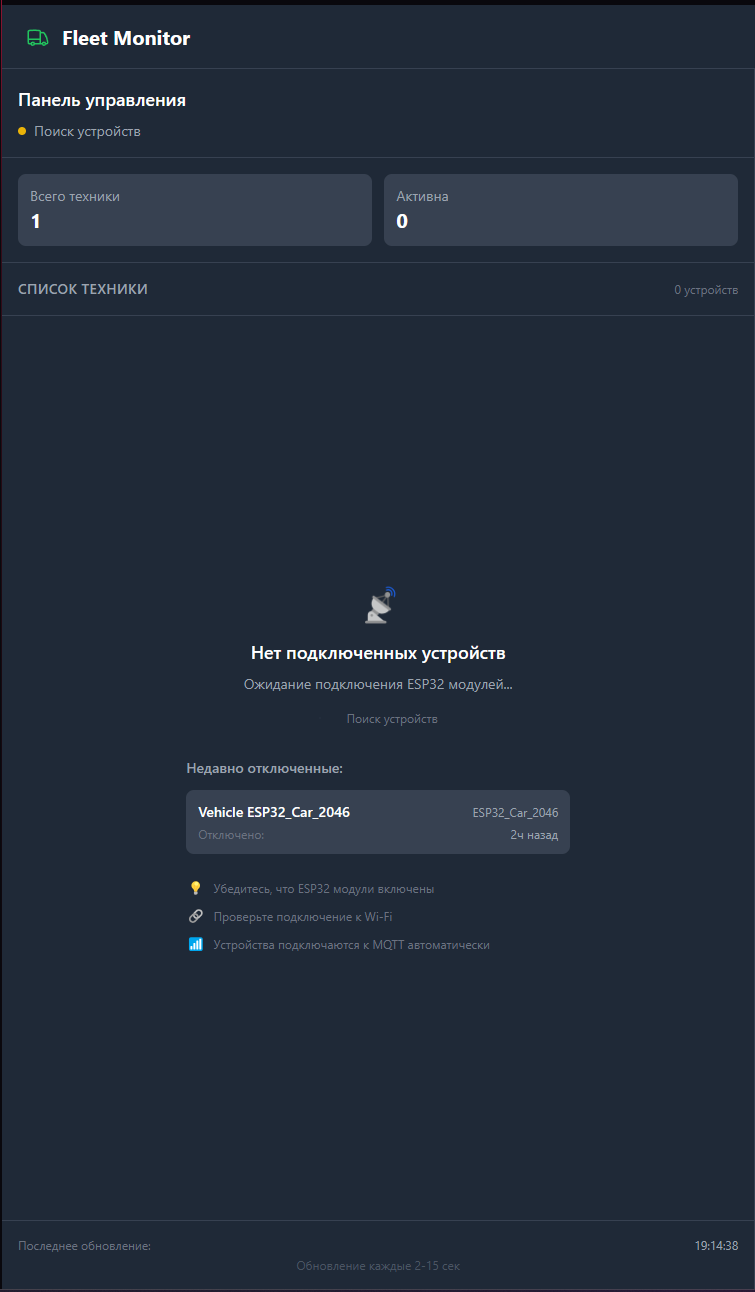 Fleet Monitor
Панель управления
Поиск устройств
Всего техники
1
Активна
0
СПИСОК ТЕХНИКИ 0 устройств
Нет подключенных устройств
Ожидание подключения ESP32 модулей...
Поиск устройств
Недавно отключенные:
Vehicle ESP32_Car_2046 ESP32_Car_2046
Отключено: 2ч назад
Убедитесь, что ESP32 модули включены
Проверьте подключение к Wi-Fi
Устройства подключаются к MQTT автоматически
Последнее обновление: 19:14:38
Обновление каждые 2-15 сек